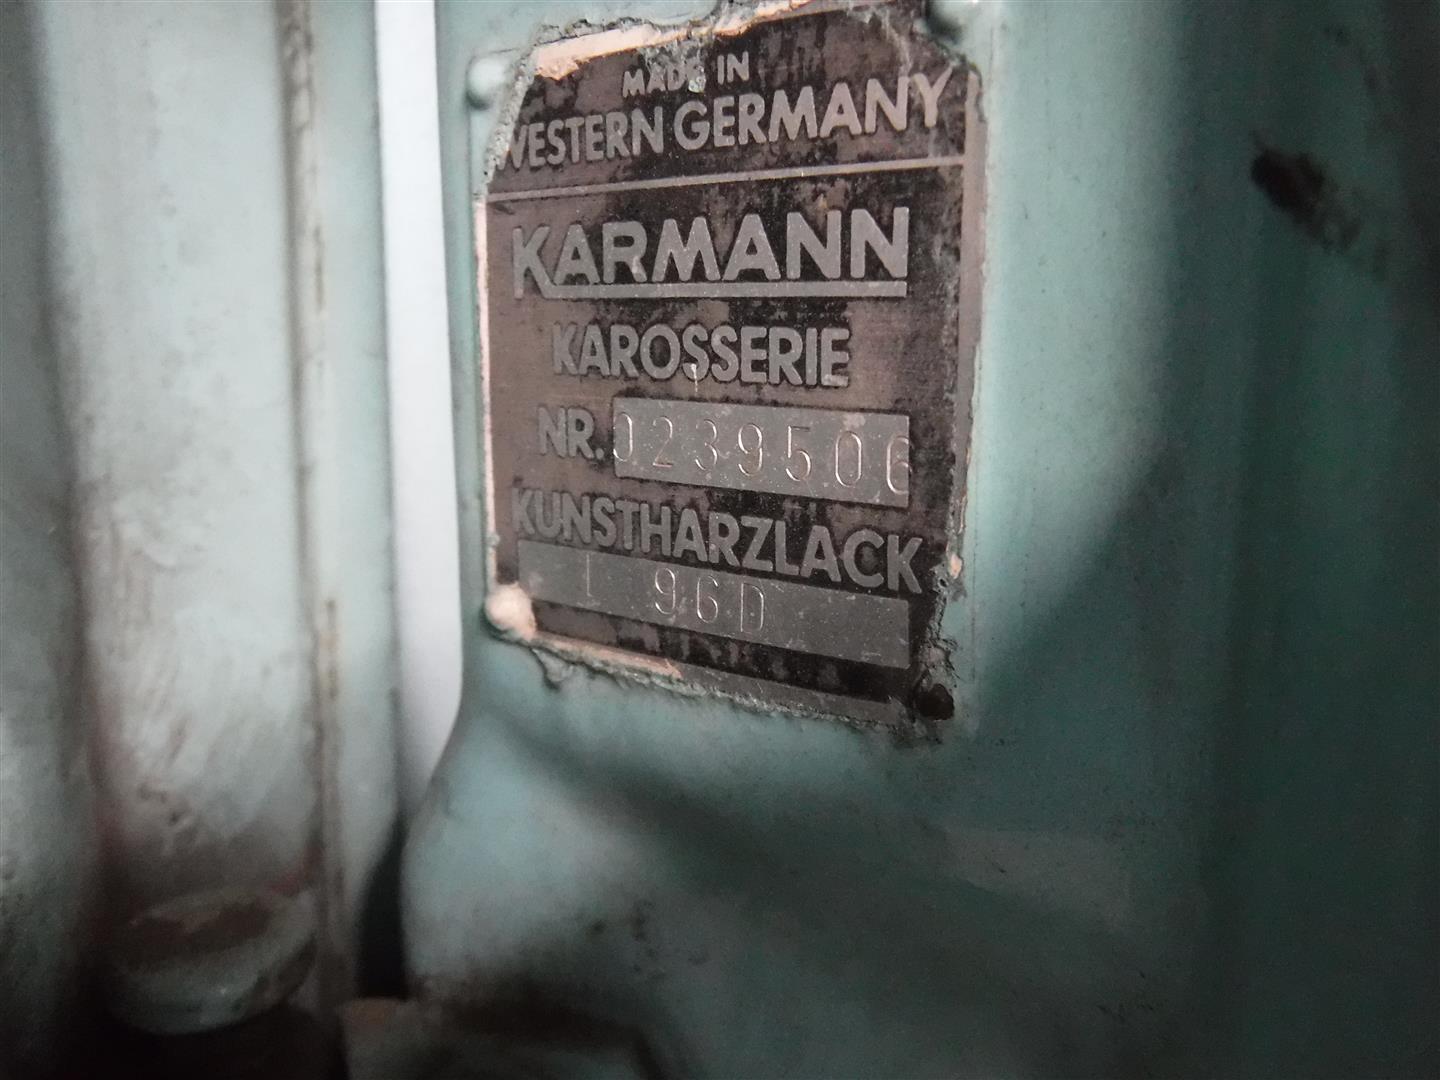 MADE IN
WESTERN GERMANY
KARMANN
KAROSSERIE
NR. 0239506
KUNSTHARZLACK
L 96D